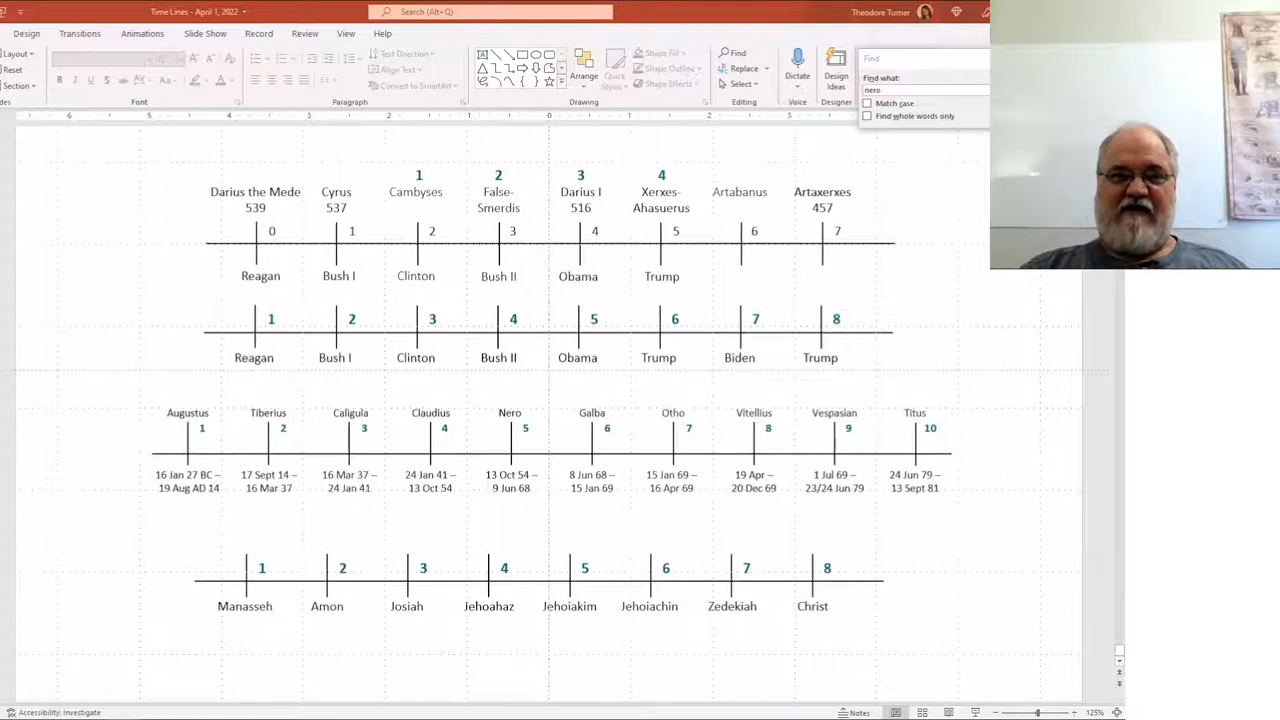 Time Lines - April 1, 2022
Search (Alt+Q)
Theodore Turner
Design Transitions Animations Slide Show Record Review View Help
Layout
Reset
Font
Text Direction
Align Text
Convert to SmartArt
Paragraph
Arrange
Quick Styles
Shape Fill
Shape Outline
Shape Effects
Drawing
Find
Replace
Select
Editing
Dictate
Voice
Design Ideas
Designer
Find
Find what:
nero
Match case
Find whole words only
6 5 4 3 2 1 0 1 2 3
1 2 3 4
Darius the Mede Cyrus Cambyses False- Darius I Xerxes- Artabanus Artaxerxes
539 537 Smerdis 516 Ahasuerus 457
0 1 2 3 4 5 6 7
Reagan Bush I Clinton Bush II Obama Trump
1 2 3 4 5 6 7 8
Reagan Bush I Clinton Bush II Obama Trump Biden Trump
Augustus Tiberius Caligula Claudius Nero Galba Otho Vitellius Vespasian Titus
1 2 3 4 5 6 7 8 9 10
16 Jan 27 BC – 17 Sept 14 – 16 Mar 37 – 24 Jan 41 – 13 Oct 54 – 8 Jun 68 – 15 Jan 69 – 19 Apr – 1 Jul 69 – 24 Jun 79 –
19 Aug AD 14 16 Mar 37 24 Jan 41 13 Oct 54 9 Jun 68 15 Jan 69 16 Apr 69 20 Dec 69 23/24 Jun 79 13 Sept 81
1 2 3 4 5 6 7 8
Manasseh Amon Josiah Jehoahaz Jehoiakim Jehoiachin Zedekiah Christ
Accessibility: Investigate
Notes
125%